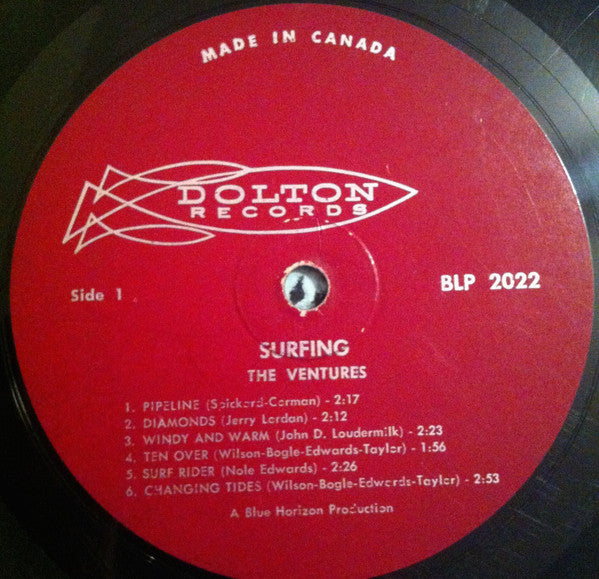 MADE IN CANADA
DOLTON
RECORDS
Side 1
BLP 2022
SURFING
THE VENTURES
1. PIPELINE (Spickard-Carman) - 2:17
2. DIAMONDS (Jerry Lordan) - 2:12
3. WINDY AND WARM (John D. Loudermilk) - 2:23
4. TEN OVER (Wilson-Bogle-Edwards-Taylor) - 1:56
5. SURF RIDER (Nole Edwards) - 2:26
6. CHANGING TIDES (Wilson-Bogle-Edwards-Taylor) - 2:53
A Blue Horizon Production